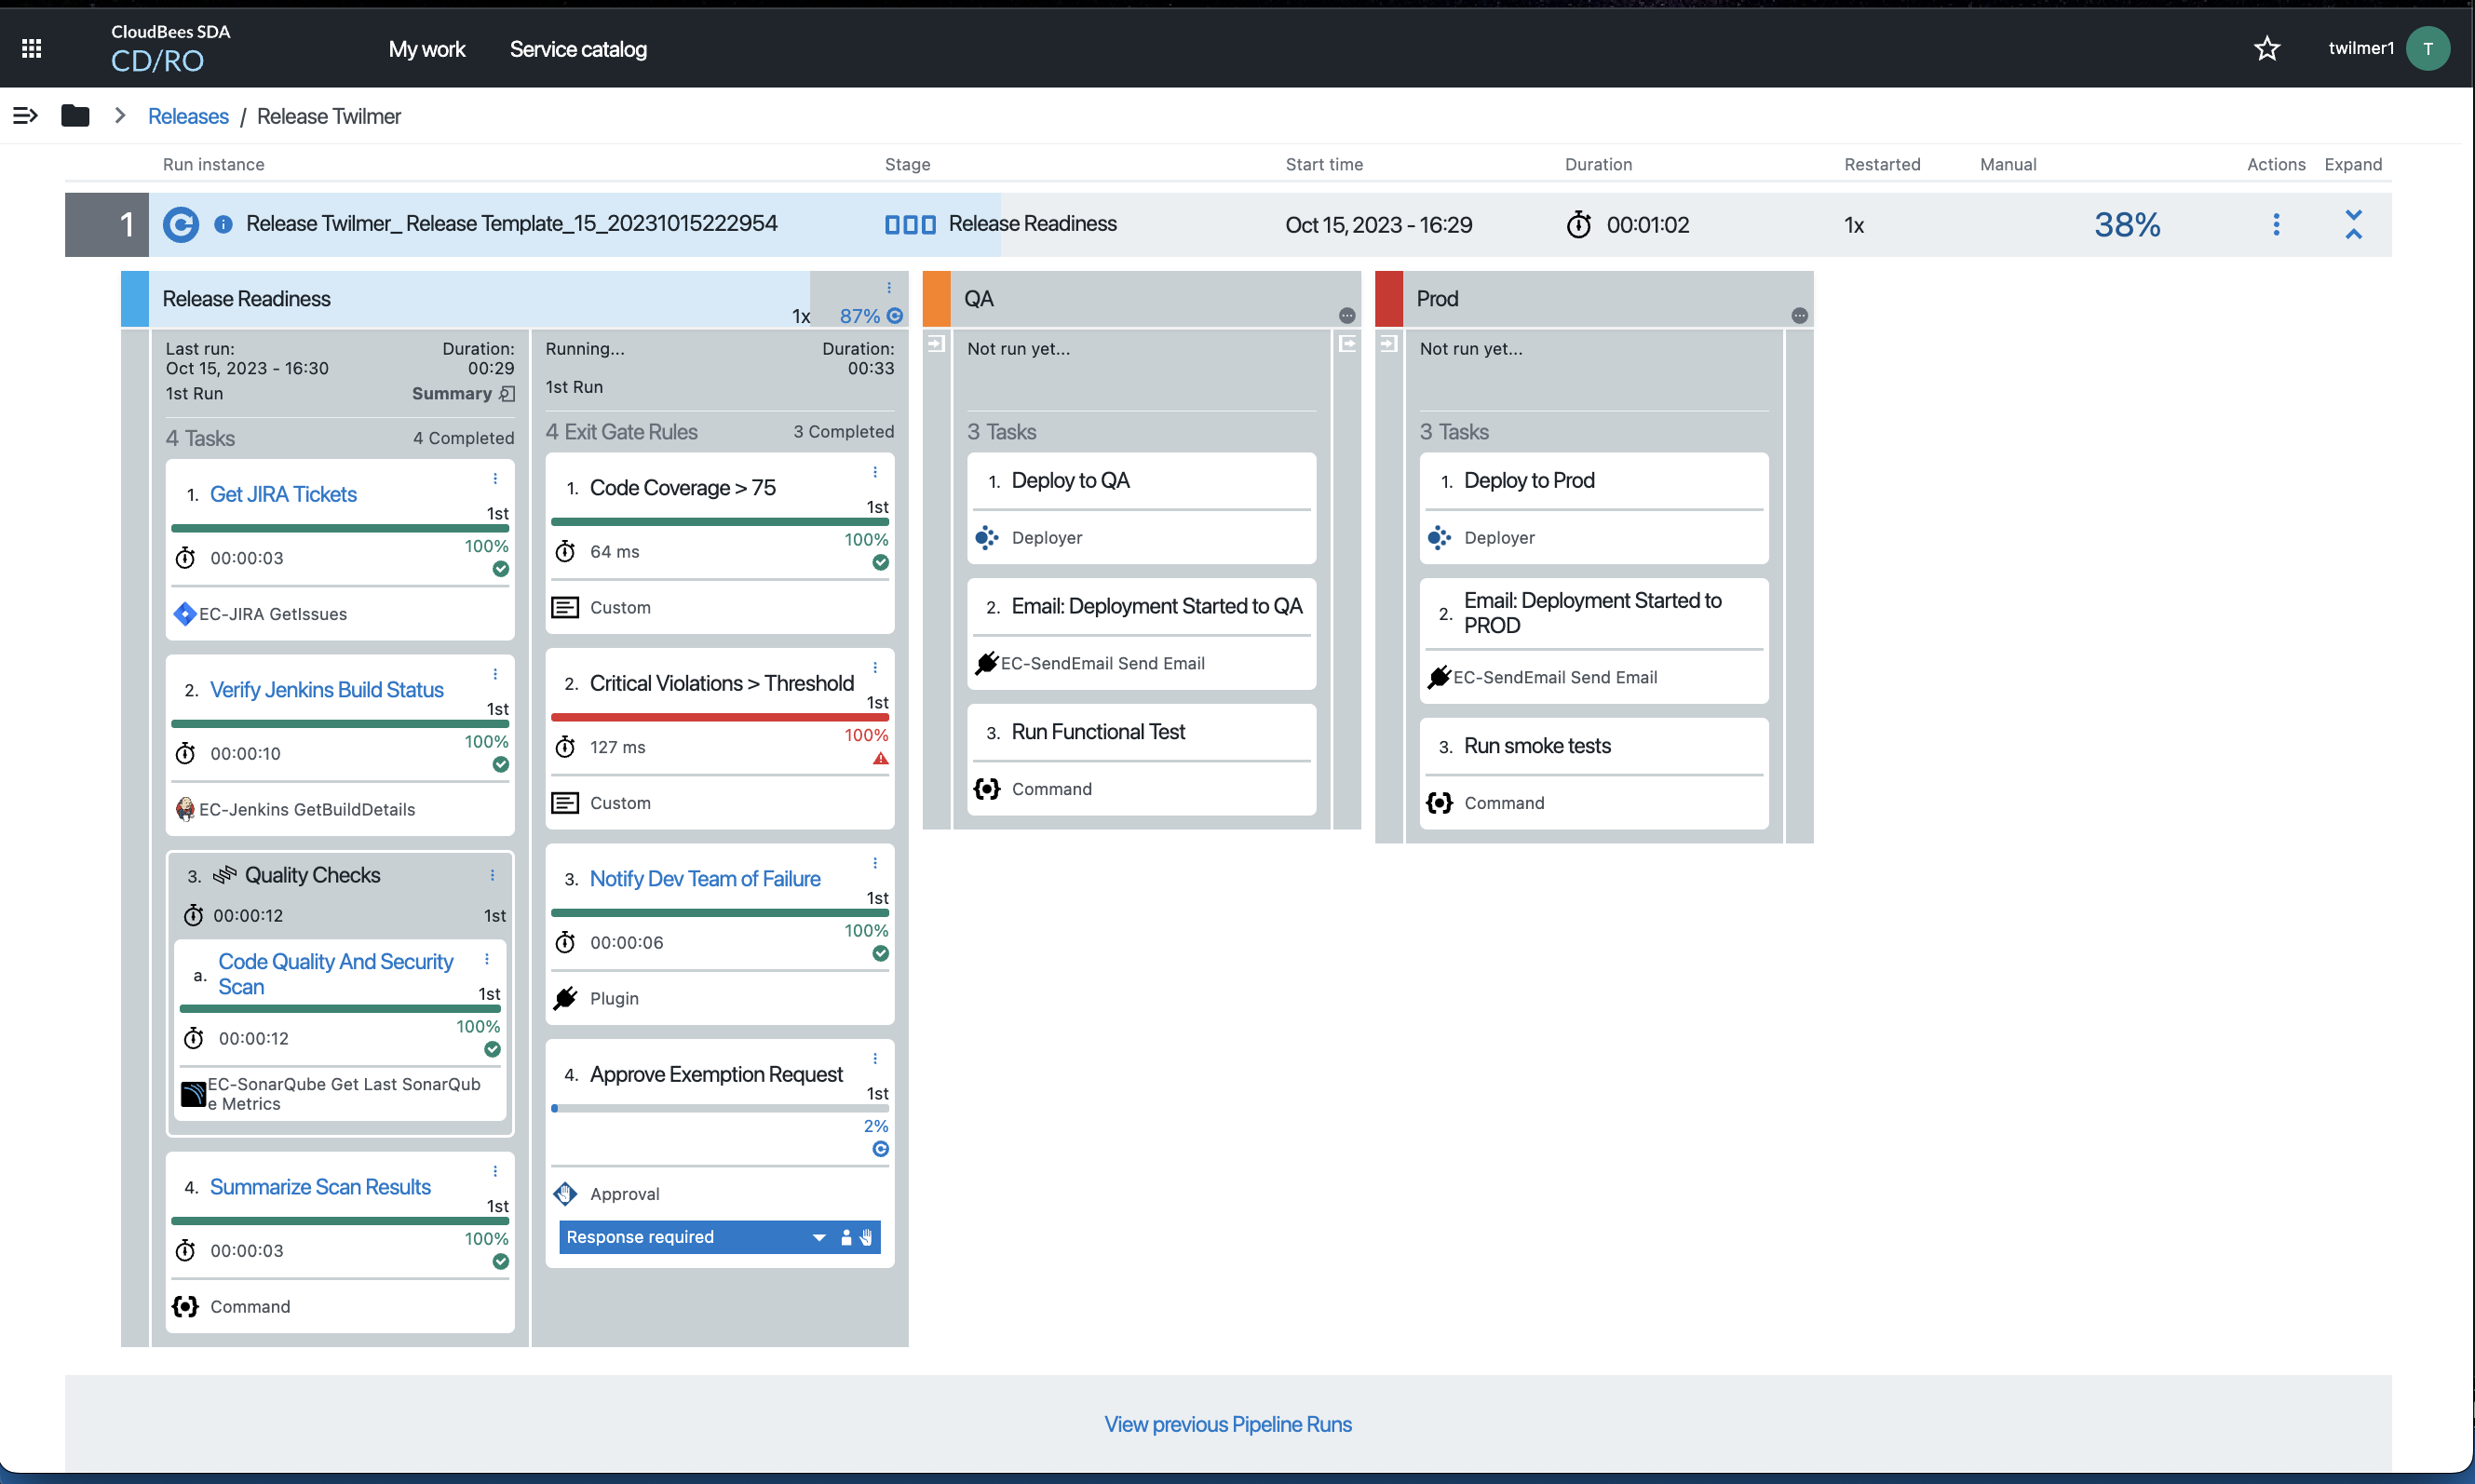 CloudBees SDA
CD/RO
My work
Service catalog
twilmer1
T
Releases / Release Twilmer
Run instance
Stage
Start time
Duration
Restarted
Manual
Actions
Expand
1
Release Twilmer_ Release Template_15_20231015222954
Release Readiness
Oct 15, 2023 - 16:29
00:01:02
1x
38%
Release Readiness
1x
87%
Last run:
Oct 15, 2023 - 16:30
1st Run
Duration:
00:29
Summary
4 Tasks
4 Completed
1. Get JIRA Tickets
1st
00:00:03
100%
EC-JIRA GetIssues
2. Verify Jenkins Build Status
1st
00:00:10
100%
EC-Jenkins GetBuildDetails
3. Quality Checks
00:00:12
1st
a. Code Quality And Security
Scan
1st
00:00:12
100%
EC-SonarQube Get Last SonarQub
e Metrics
4. Summarize Scan Results
1st
00:00:03
100%
Command
Running...
1st Run
Duration:
00:33
4 Exit Gate Rules
3 Completed
1. Code Coverage > 75
1st
64 ms
100%
Custom
2. Critical Violations > Threshold
1st
127 ms
100%
Custom
3. Notify Dev Team of Failure
1st
00:00:06
100%
Plugin
4. Approve Exemption Request
1st
2%
Approval
Response required
QA
Not run yet...
3 Tasks
1. Deploy to QA
Deployer
2. Email: Deployment Started to QA
EC-SendEmail Send Email
3. Run Functional Test
Command
Prod
Not run yet...
3 Tasks
1. Deploy to Prod
Deployer
2. Email: Deployment Started to
PROD
EC-SendEmail Send Email
3. Run smoke tests
Command
View previous Pipeline Runs